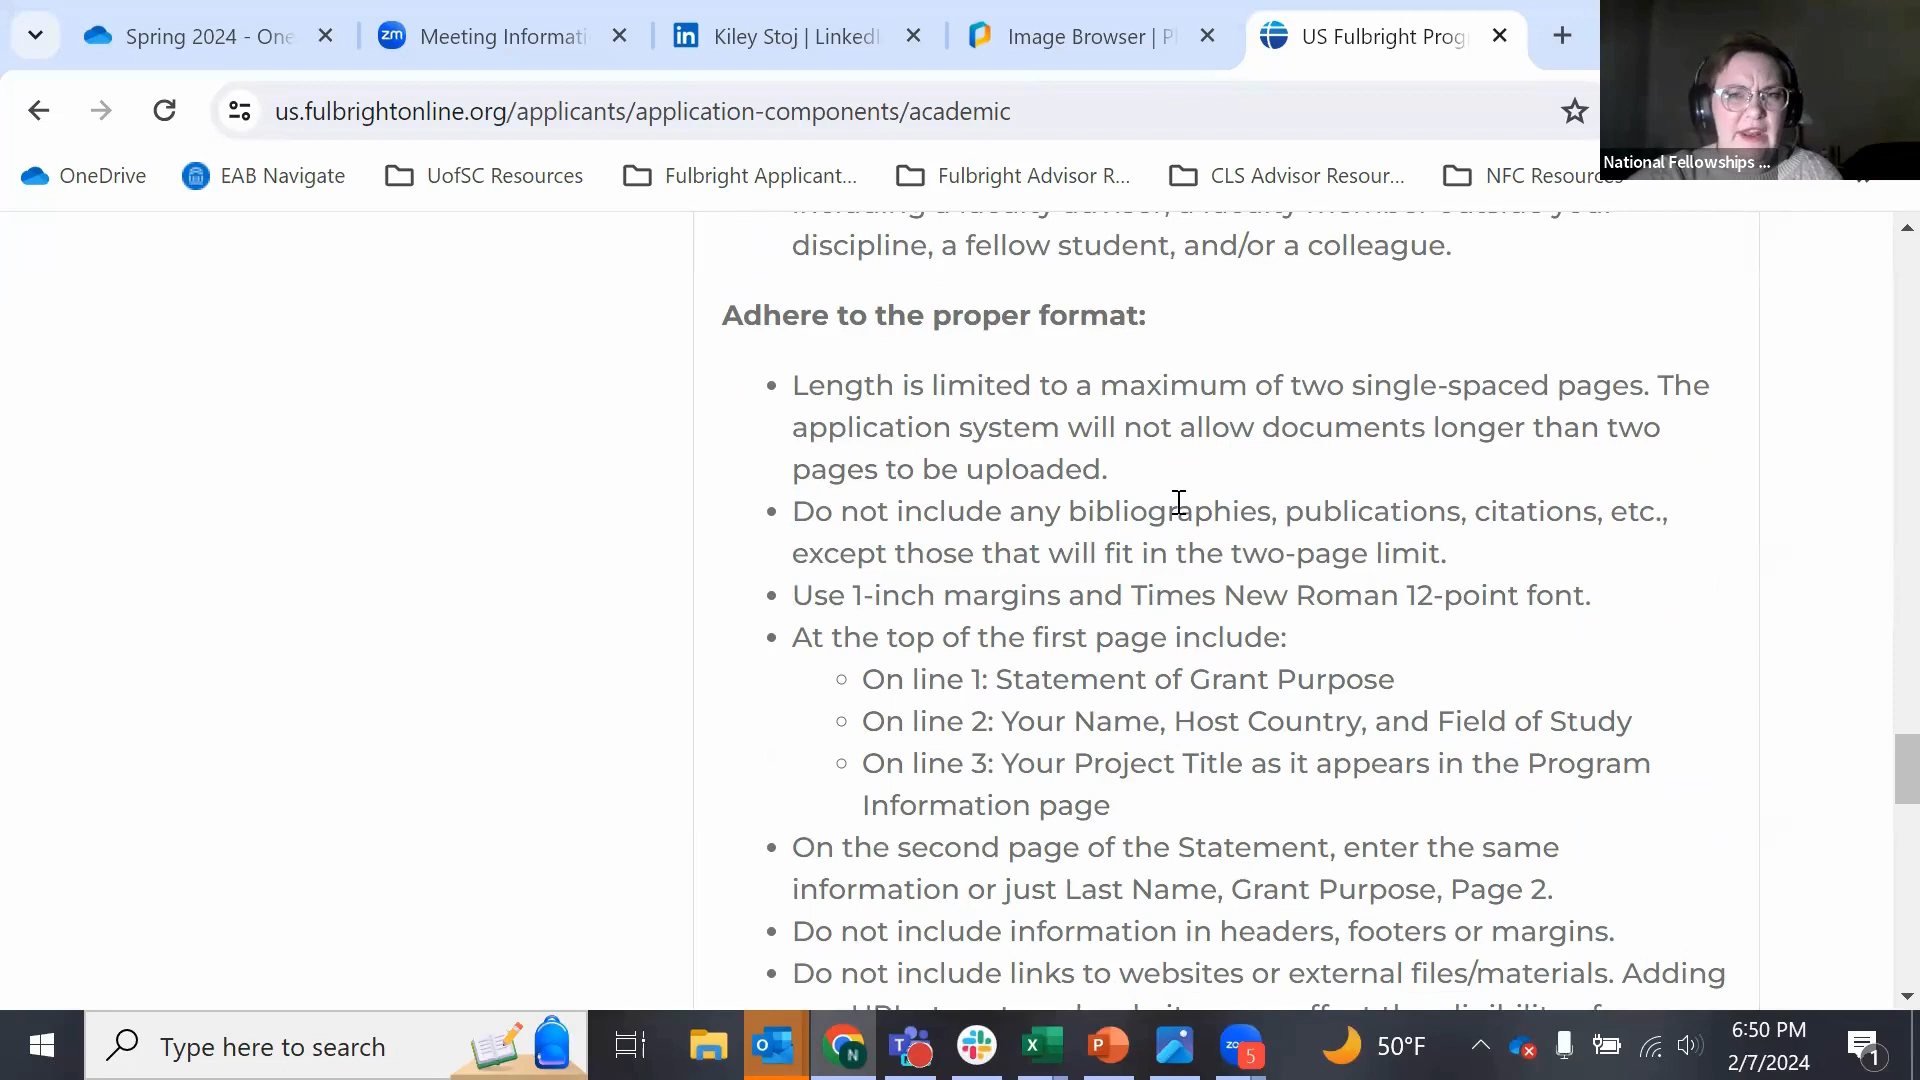 Spring 2024 - One
Meeting Informati
Kiley Stoj | LinkedI
Image Browser | P
US Fulbright Prog
us.fulbrightonline.org/applicants/application-components/academic
National Fellowships ...
OneDrive
EAB Navigate
UofSC Resources
Fulbright Applicant...
Fulbright Advisor R...
CLS Advisor Resour...
NFC Resources
including a faculty advisor, a faculty member outside your
discipline, a fellow student, and/or a colleague.
Adhere to the proper format:
Length is limited to a maximum of two single-spaced pages. The
application system will not allow documents longer than two
pages to be uploaded.
Do not include any bibliographies, publications, citations, etc.,
except those that will fit in the two-page limit.
Use 1-inch margins and Times New Roman 12-point font.
At the top of the first page include:
On line 1: Statement of Grant Purpose
On line 2: Your Name, Host Country, and Field of Study
On line 3: Your Project Title as it appears in the Program
Information page
On the second page of the Statement, enter the same
information or just Last Name, Grant Purpose, Page 2.
Do not include information in headers, footers or margins.
Do not include links to websites or external files/materials. Adding
Type here to search
50°F
6:50 PM
2/7/2024